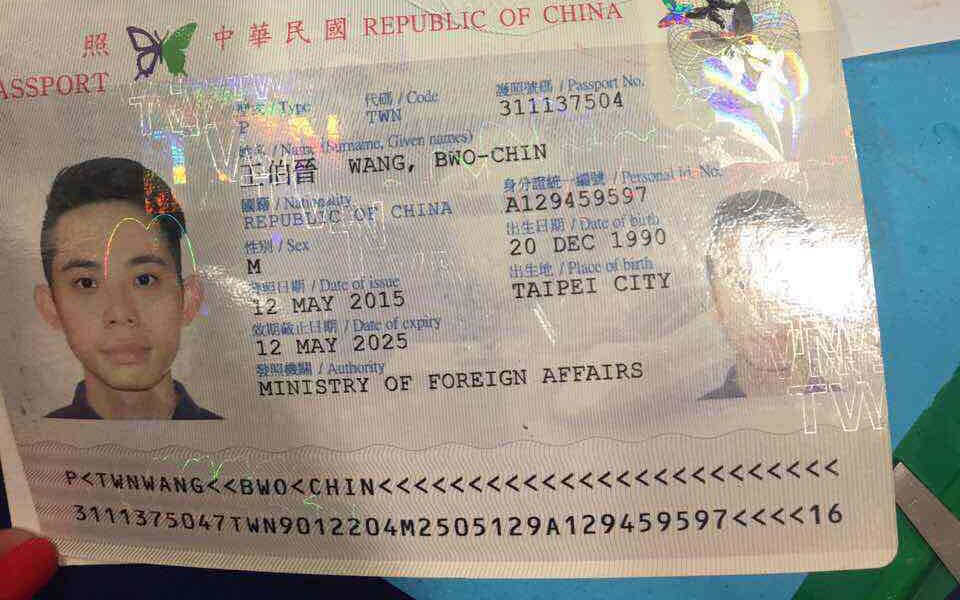 照 中華民國 REPUBLIC OF CHINA
PASSPORT
Type 代碼 / Code 護照號碼 / Passport No.
P TWN 311137504
姓名 / Name (Surname, Given names)
王伯晉 WANG, BWO-CHIN
國籍 / Nationality 身分證統一編號 / Personal Id. No.
REPUBLIC OF CHINA A129459597
性別 / Sex 出生日期 / Date of birth
M 20 DEC 1990
發照日期 / Date of issue 出生地 / Place of birth
12 MAY 2015 TAIPEI CITY
效期截止日期 / Date of expiry
12 MAY 2025
發照機關 / Authority
MINISTRY OF FOREIGN AFFAIRS
P<TWNWANG<<BWO<CHIN<<<<<<<<<<<<<<<<<<<<<<<<<
3111375047TWN9012204M2505129A129459597<<<<16